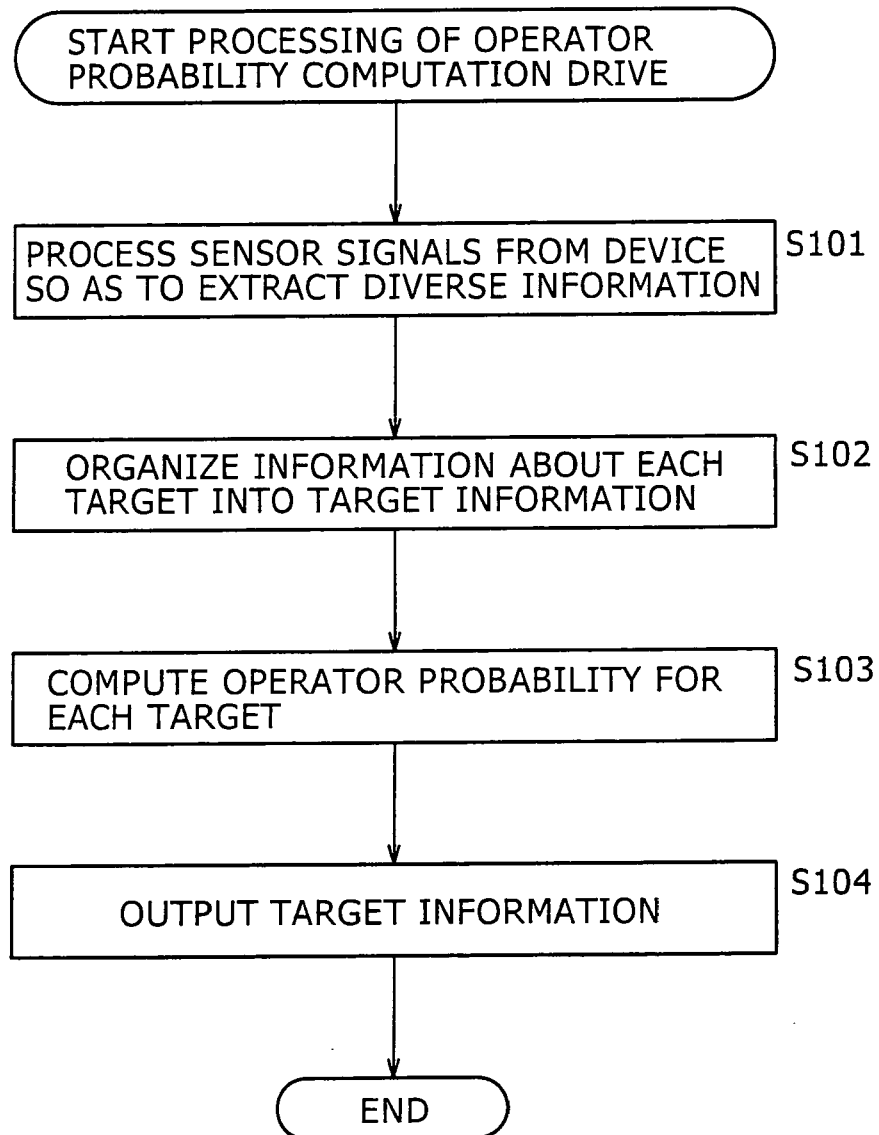 START PROCESSING OF OPERATOR
PROBABILITY COMPUTATION DRIVE
PROCESS SENSOR SIGNALS FROM DEVICE
SO AS TO EXTRACT DIVERSE INFORMATION
S101
ORGANIZE INFORMATION ABOUT EACH
TARGET INTO TARGET INFORMATION
S102
COMPUTE OPERATOR PROBABILITY FOR
EACH TARGET
S103
OUTPUT TARGET INFORMATION
S104
END